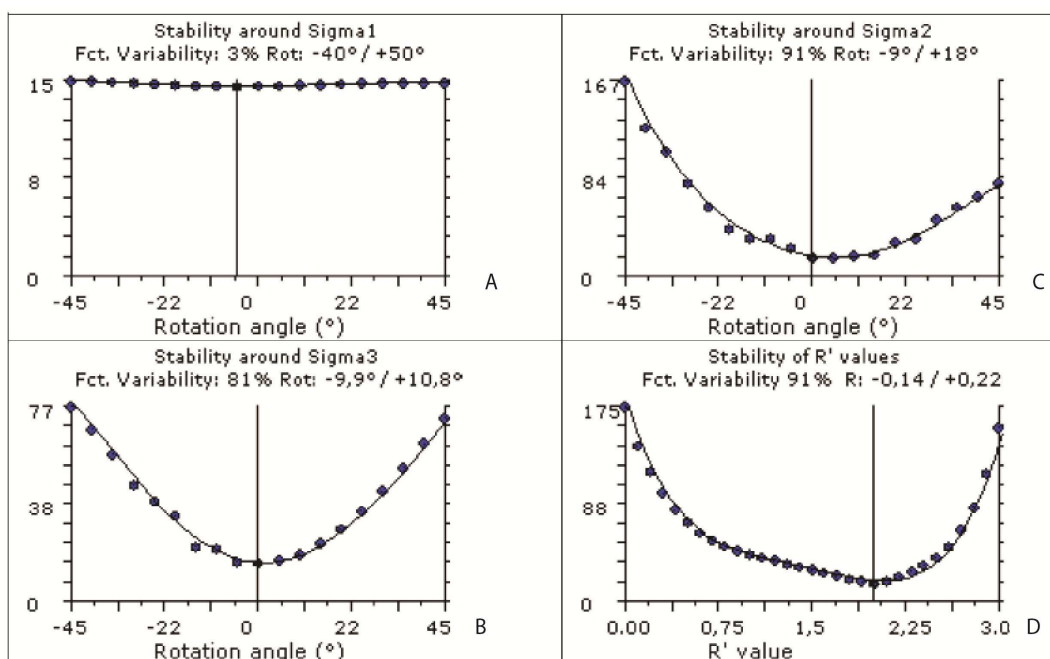 Stability around Sigma1
Fct. Variability: 3% Rot: -40°/ +50°
15
8
0
-45 -22 0 22 45
Rotation angle (°)
A
Stability around Sigma2
Fct. Variability: 91% Rot: -9°/ +18°
167
84
0
-45 -22 0 22 45
Rotation angle (°)
C
Stability around Sigma3
Fct. Variability: 81% Rot: -9,9°/ +10,8°
77
38
0
-45 -22 0 22 45
Rotation angle (°)
B
Stability of R' values
Fct. Variability 91% R: -0,14 / +0,22
175
88
0
0.00 0,75 1,5 2,25 3.0
R' value
D